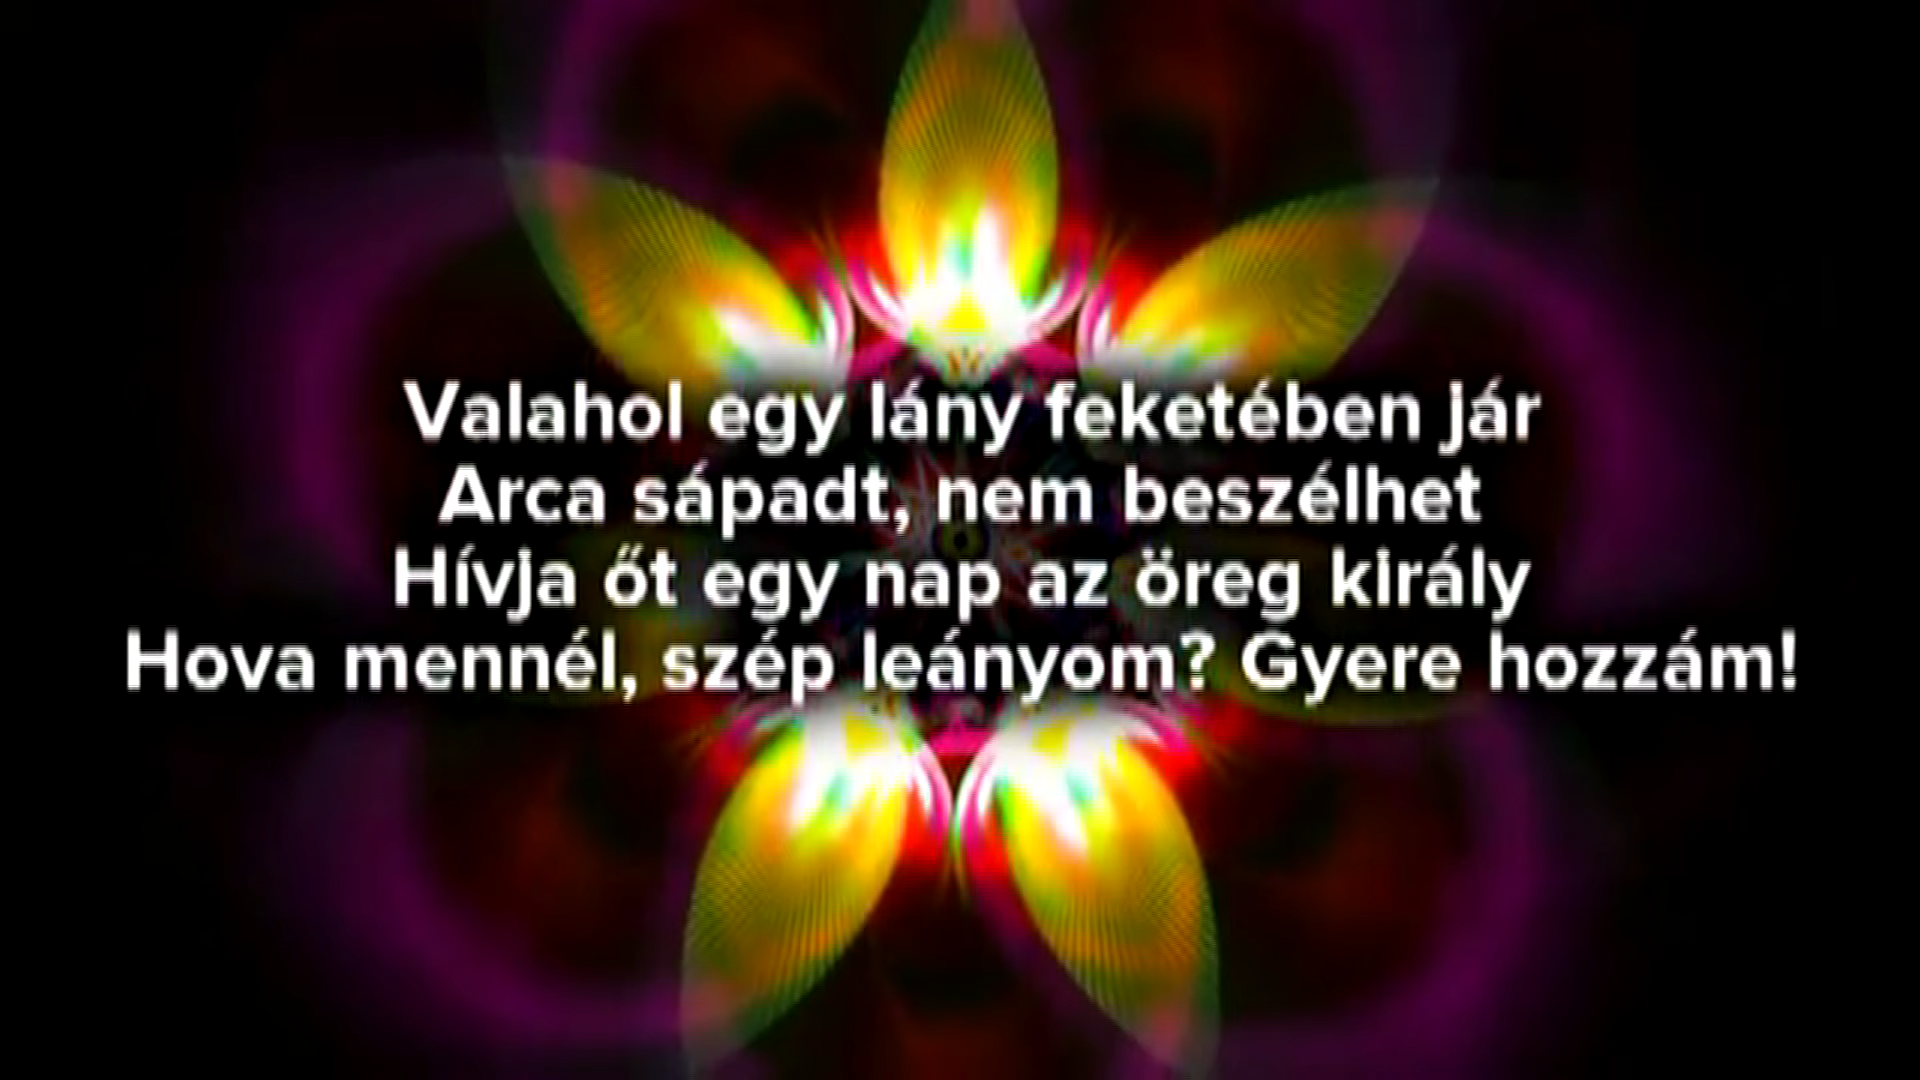 Valahol egy lány feketében jár
Arca sápadt, nem beszélhet
Hívja őt egy nap az öreg király
Hova mennél, szép leányom? Gyere hozzám!